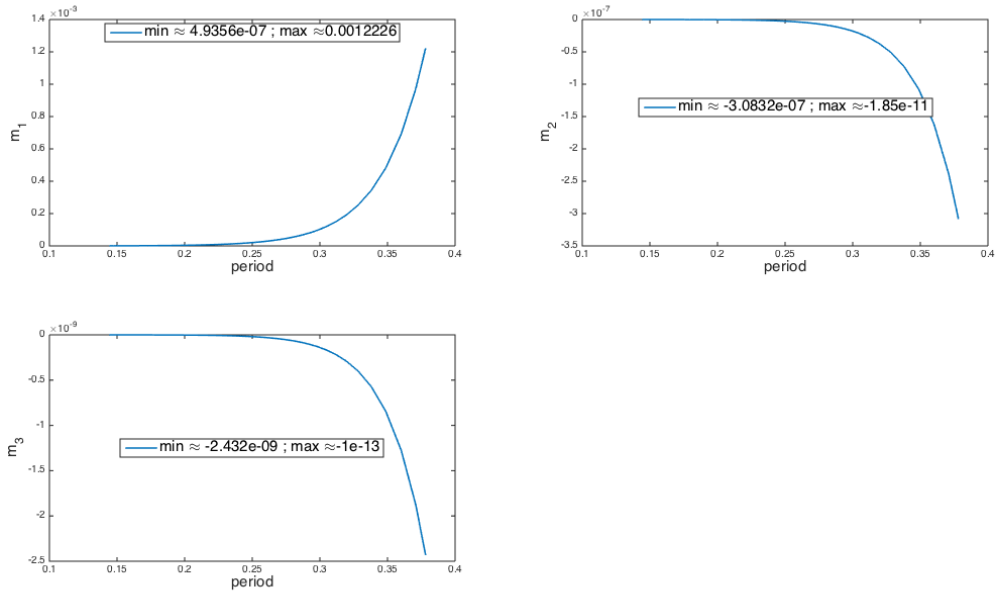 ×10⁻³
min ≈ 4.9356e-07 ; max ≈0.0012226
1.4
1.2
1
0.8
0.6
0.4
0.2
0
m₁
0.1 0.15 0.2 0.25 0.3 0.35 0.4
period
×10⁻⁷
min ≈ -3.0832e-07 ; max ≈-1.85e-11
0
-0.5
-1
-1.5
-2
-2.5
-3
-3.5
m₂
0.1 0.15 0.2 0.25 0.3 0.35 0.4
period
×10⁻⁹
min ≈ -2.432e-09 ; max ≈-1e-13
0
-0.5
-1
-1.5
-2
-2.5
m₃
0.1 0.15 0.2 0.25 0.3 0.35 0.4
period